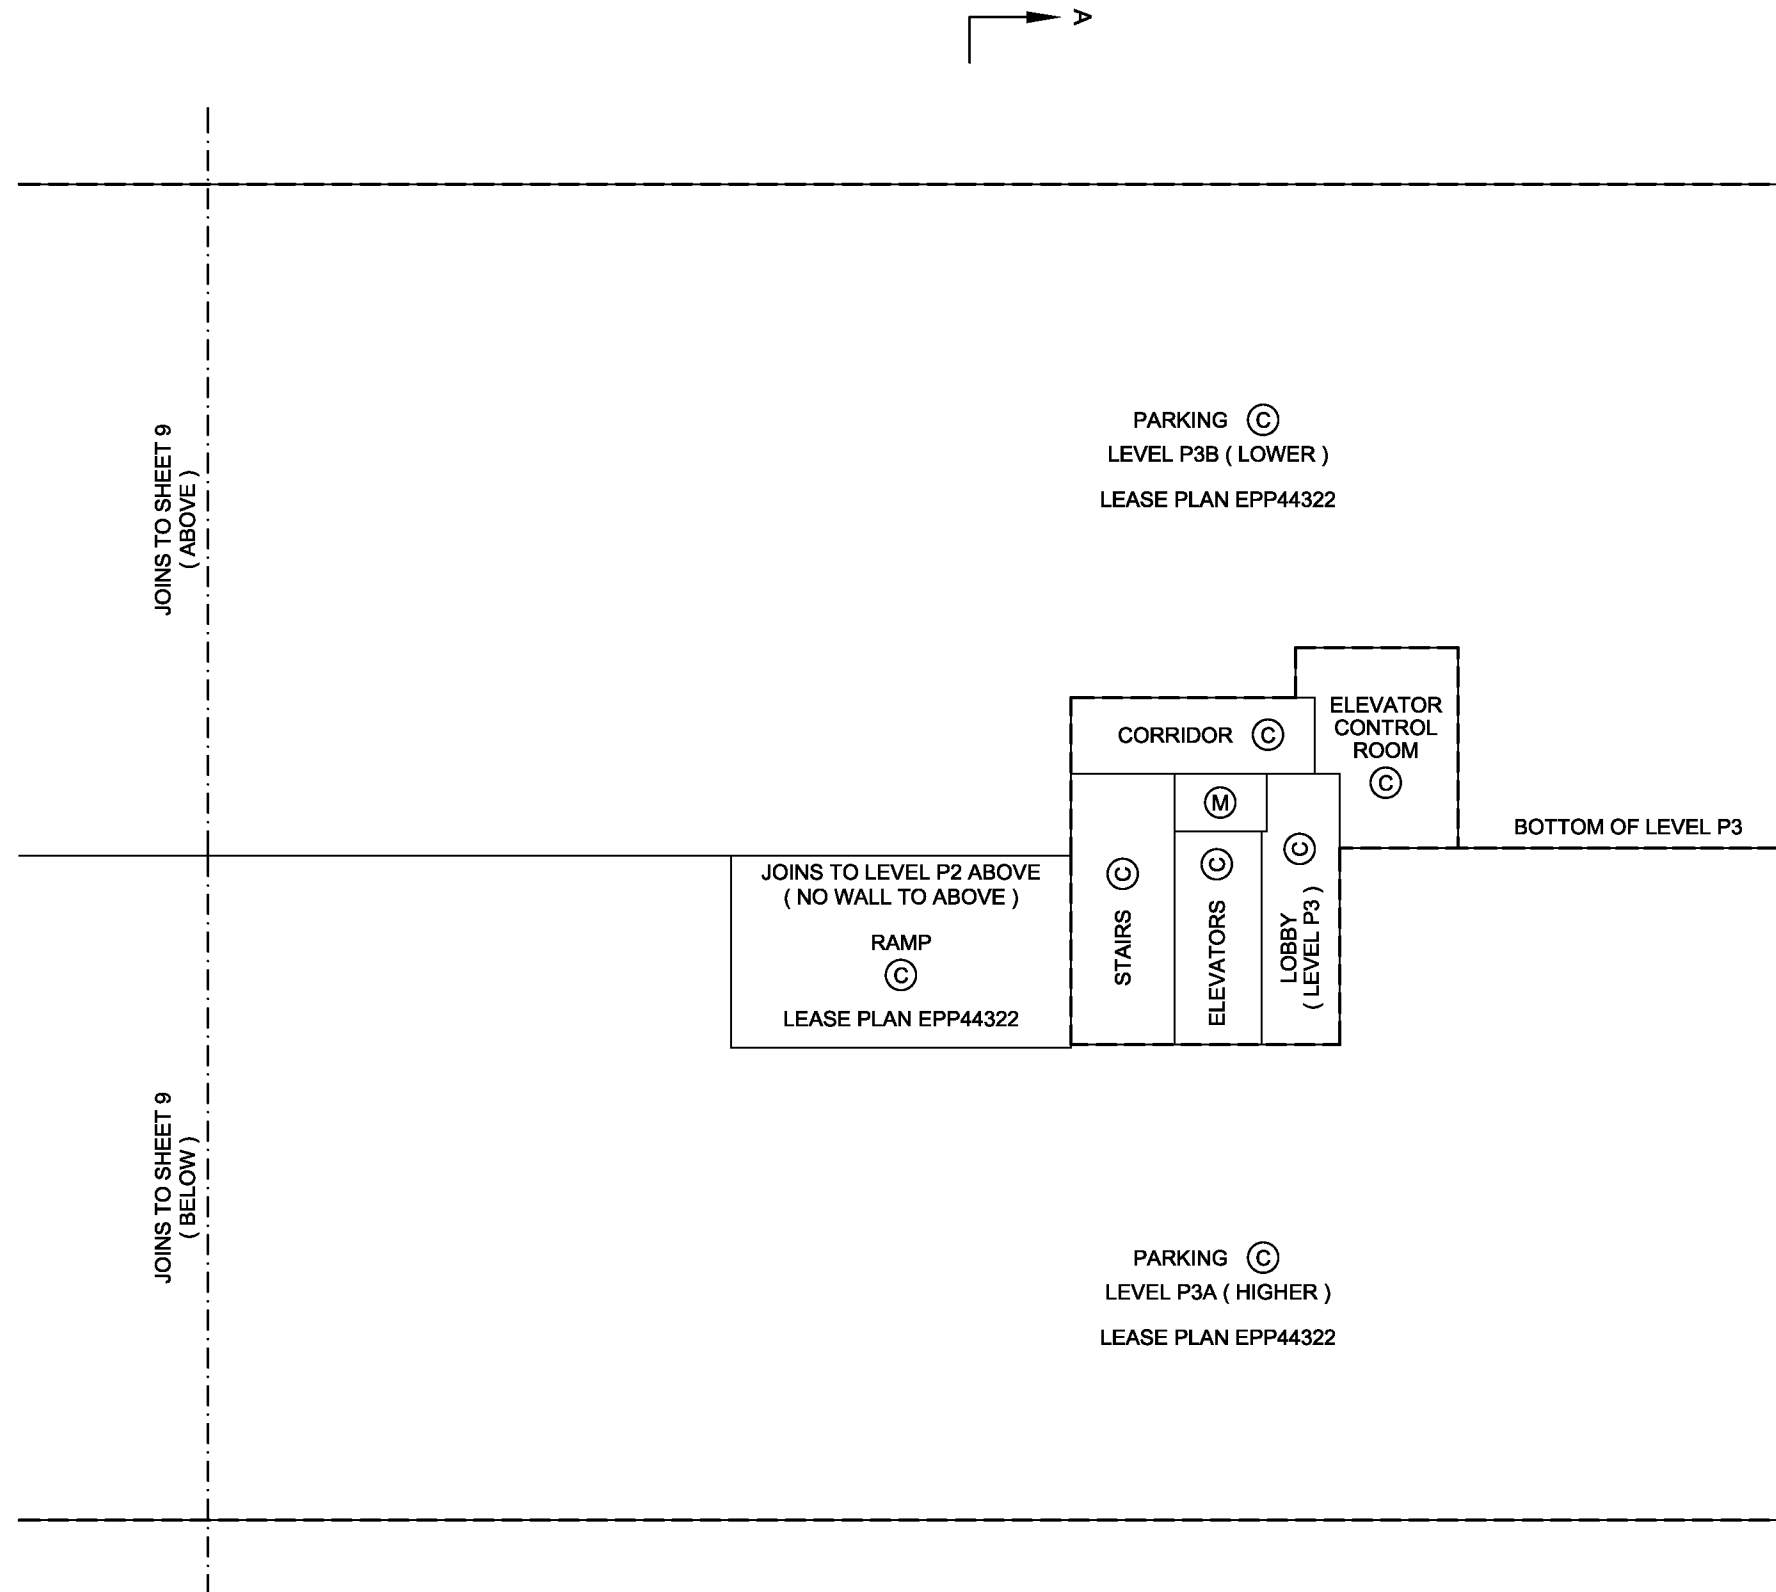 A
JOINS TO SHEET 9
( ABOVE )
PARKING C
LEVEL P3B ( LOWER )
LEASE PLAN EPP44322
ELEVATOR
CONTROL
ROOM
C
CORRIDOR C
M
BOTTOM OF LEVEL P3
JOINS TO LEVEL P2 ABOVE
( NO WALL TO ABOVE )
RAMP
C
LEASE PLAN EPP44322
STAIRS C
ELEVATORS C
LOBBY
( LEVEL P3 ) C
JOINS TO SHEET 9
( BELOW )
PARKING C
LEVEL P3A ( HIGHER )
LEASE PLAN EPP44322